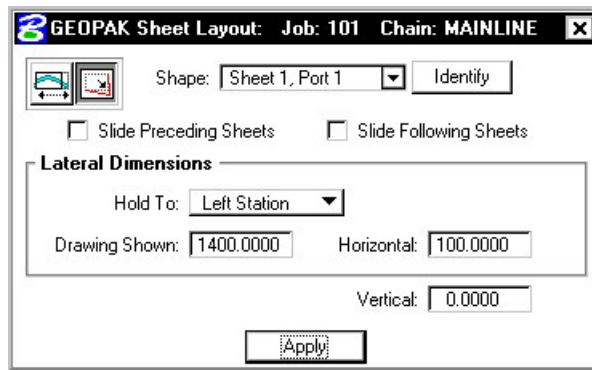 GEOPAK Sheet Layout: Job: 101 Chain: MAINLINE
Shape: Sheet 1, Port 1 Identify
Slide Preceding Sheets Slide Following Sheets
Lateral Dimensions
Hold To: Left Station
Drawing Shown: 1400.0000 Horizontal: 100.0000
Vertical: 0.0000
Apply